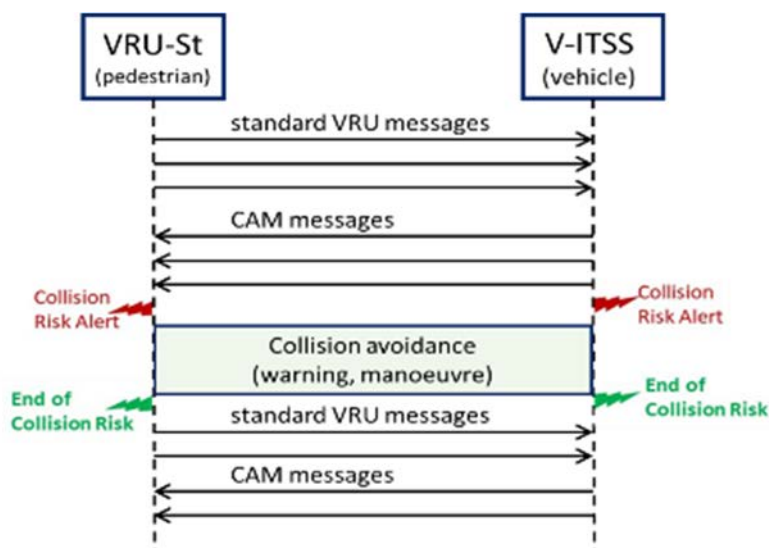 VRU-St
(pedestrian)
V-ITSS
(vehicle)
standard VRU messages
CAM messages
Collision
Risk Alert
Collision
Risk Alert
Collision avoidance
(warning, manoeuvre)
End of
Collision Risk
End of
Collision Risk
standard VRU messages
CAM messages